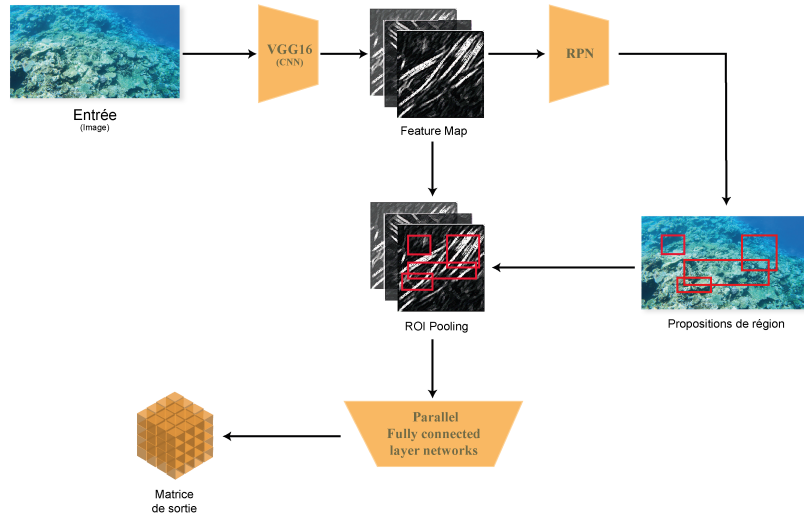 VGG16
(CNN)
RPN
Entrée
(Image)
Feature Map
ROI Pooling
Propositions de région
Parallel
Fully connected
layer networks
Matrice
de sortie